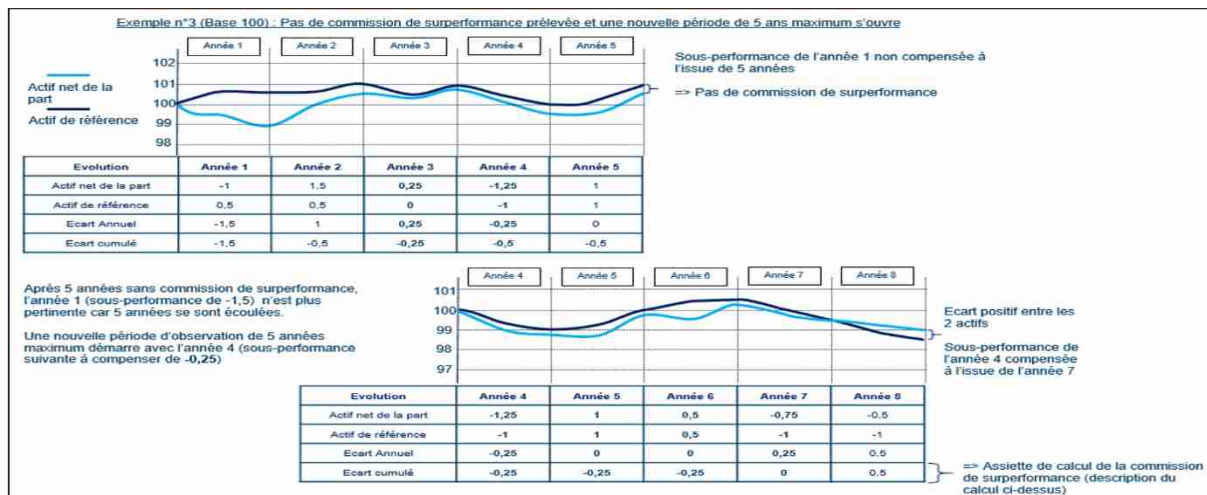 Exemple n°3 (Base 100) : Pas de commission de surperformance prélevée et une nouvelle période de 5 ans maximum s'ouvre
Année 1 Année 2 Année 3 Année 4 Année 5
102
101
100
99
98
Actif net de la
part
Actif de référence
Sous-performance de l'année 1 non compensée à
l'issue de 5 années
=> Pas de commission de surperformance
Evolution Année 1 Année 2 Année 3 Année 4 Année 5
Actif net de la part -1 1.5 0,25 -1,25 1
Actif de référence 0,5 0,5 0 -1 1
Ecart Annuel -1,5 1 0,25 -0,25 0
Ecart cumulé -1,5 -0,5 -0,25 -0,5 -0,5
Après 5 années sans commission de surperformance,
l'année 1 (sous-performance de -1,5) n'est plus
pertinente car 5 années se sont écoulées.
Une nouvelle période d'observation de 5 années
maximum démarre avec l'année 4 (sous-performance
suivante à compenser de -0,25)
Année 4 Année 5 Année 6 Année 7 Année 8
101
100
99
98
97
Ecart positif entre les
2 actifs
Sous-performance de
l'année 4 compensée
à l'issue de l'année 7
Evolution Année 4 Année 5 Année 6 Année 7 Année 8
Actif net de la part -1,25 1 0,5 -0,75 -0,5
Actif de référence -1 1 0,5 -1 -1
Ecart Annuel -0,25 0 0 0,25 0.5
Ecart cumulé -0,25 -0,25 -0,25 0 0.5
=> Assiette de calcul de la commission
de surperformance (description du
calcul ci-dessus)